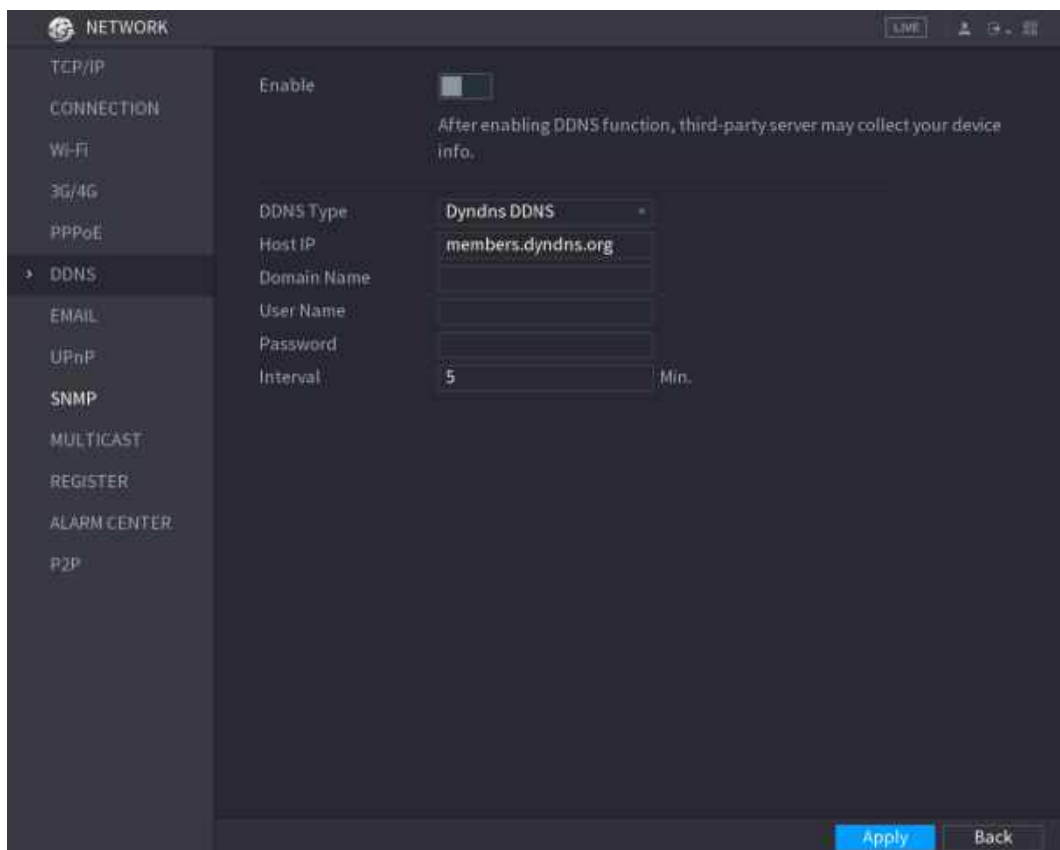 NETWORK
LIVE
TCP/IP
CONNECTION
Wi-Fi
3G/4G
PPPoE
DDNS
EMAIL
UPnP
SNMP
MULTICAST
REGISTER
ALARM CENTER
P2P
Enable
After enabling DDNS function, third-party server may collect your device
info.
DDNS Type Dyndns DDNS
Host IP members.dyndns.org
Domain Name
User Name
Password
Interval 5 Min.
Apply Back